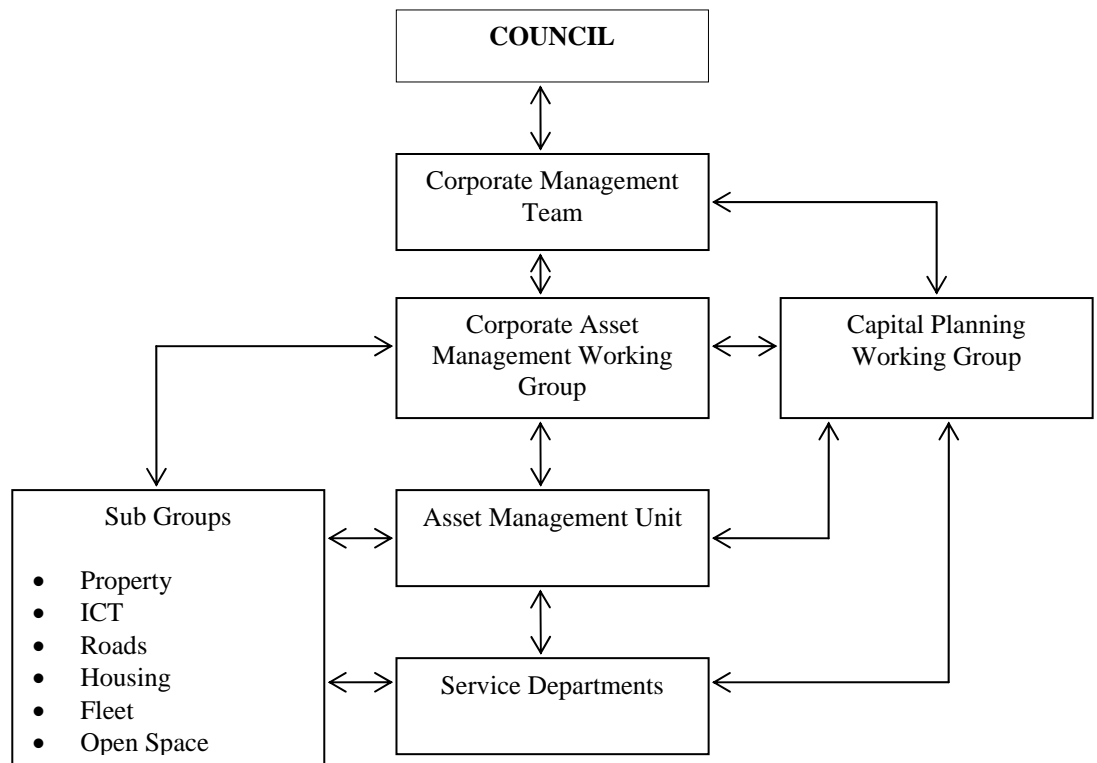 COUNCIL
Corporate Management
Team
Corporate Asset
Management Working
Group
Capital Planning
Working Group
Sub Groups
• Property
• ICT
• Roads
• Housing
• Fleet
• Open Space
Asset Management Unit
Service Departments